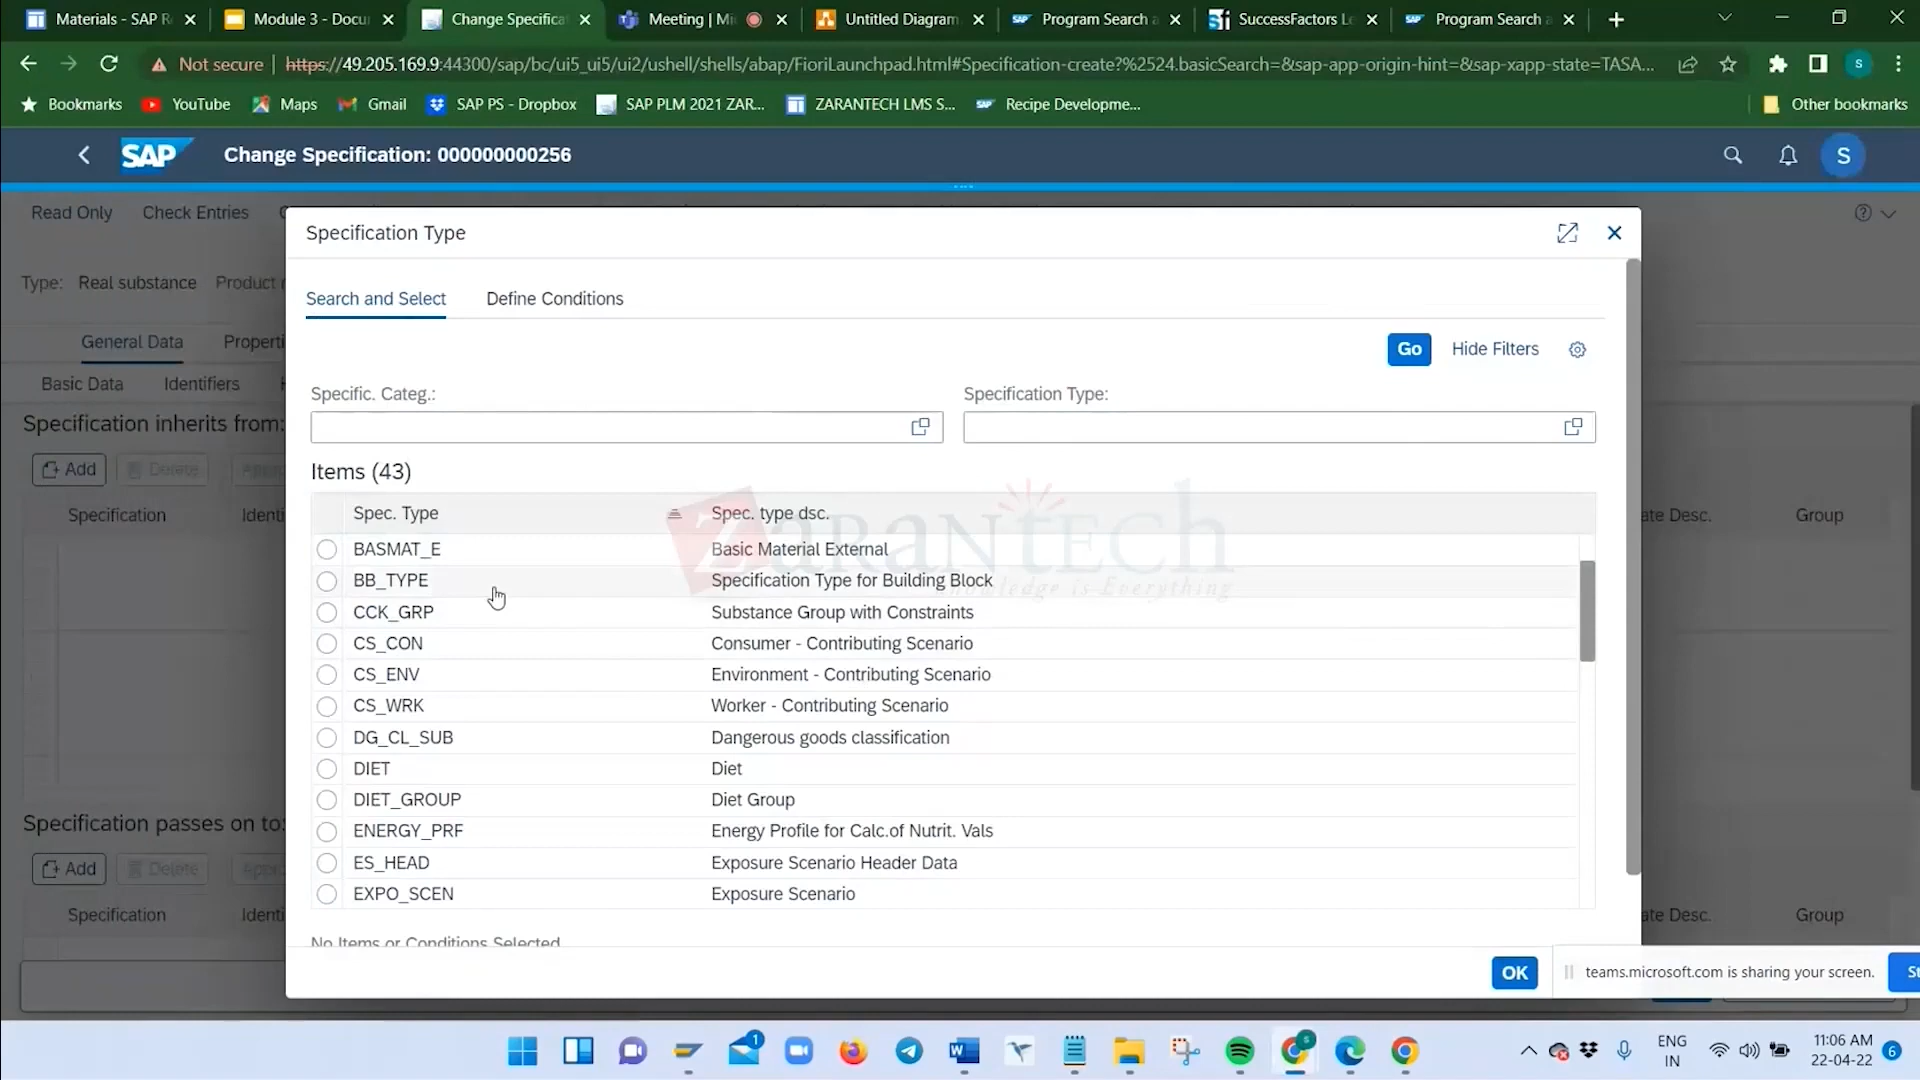 Materials - SAP R
Module 3 - Docu
Change Specificat
Meeting | Mi
Untitled Diagram
Program Search a
SuccessFactors Le
Program Search a
Not secure | https://49.205.169.9:44300/sap/bc/ui5_ui5/ui2/ushell/shells/abap/FioriLaunchpad.html#Specification-create?%2524.basicSearch=&sap-app-origin-hint=&sap-xapp-state=TASA...
S
Bookmarks
YouTube
Maps
Gmail
SAP PS - Dropbox
SAP PLM 2021 ZAR...
ZARANTECH LMS S...
Recipe Developme...
Other bookmarks
SAP
Change Specification: 000000000256
S
Read Only
Check Entries
Type: Real substance
Product
General Data
Properti
Basic Data
Identifiers
Specification inherits from:
Add
Delete
Specification
Identi
ate Desc.
Group
Specification Type
Search and Select
Define Conditions
Go
Hide Filters
Specific. Categ.:
Specification Type:
Items (43)
Spec. Type
Spec. type dsc.
BASMAT_E
Basic Material External
BB_TYPE
Specification Type for Building Block
CCK_GRP
Substance Group with Constraints
CS_CON
Consumer - Contributing Scenario
CS_ENV
Environment - Contributing Scenario
CS_WRK
Worker - Contributing Scenario
DG_CL_SUB
Dangerous goods classification
DIET
Diet
DIET_GROUP
Diet Group
ENERGY_PRF
Energy Profile for Calc.of Nutrit. Vals
ES_HEAD
Exposure Scenario Header Data
EXPO_SCEN
Exposure Scenario
ZaRaNTech
Knowledge is Everything
No Items or Conditions Selected
OK
Specification passes on to:
Add
Delete
Specification
Identi
ate Desc.
Group
teams.microsoft.com is sharing your screen.
St
1
S
ENG
IN
11:06 AM
22-04-22
6